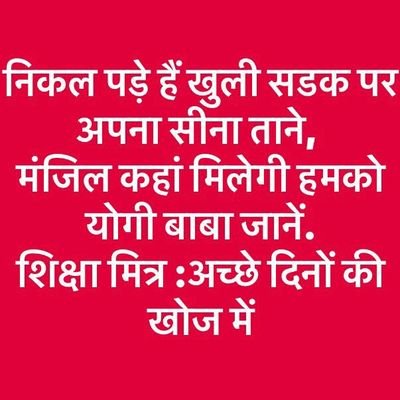 निकल पड़े हैं खुली सडक पर
अपना सीना ताने,
मंजिल कहां मिलेगी हमको
योगी बाबा जानें.
शिक्षा मित्र :अच्छे दिनों की
खोज में